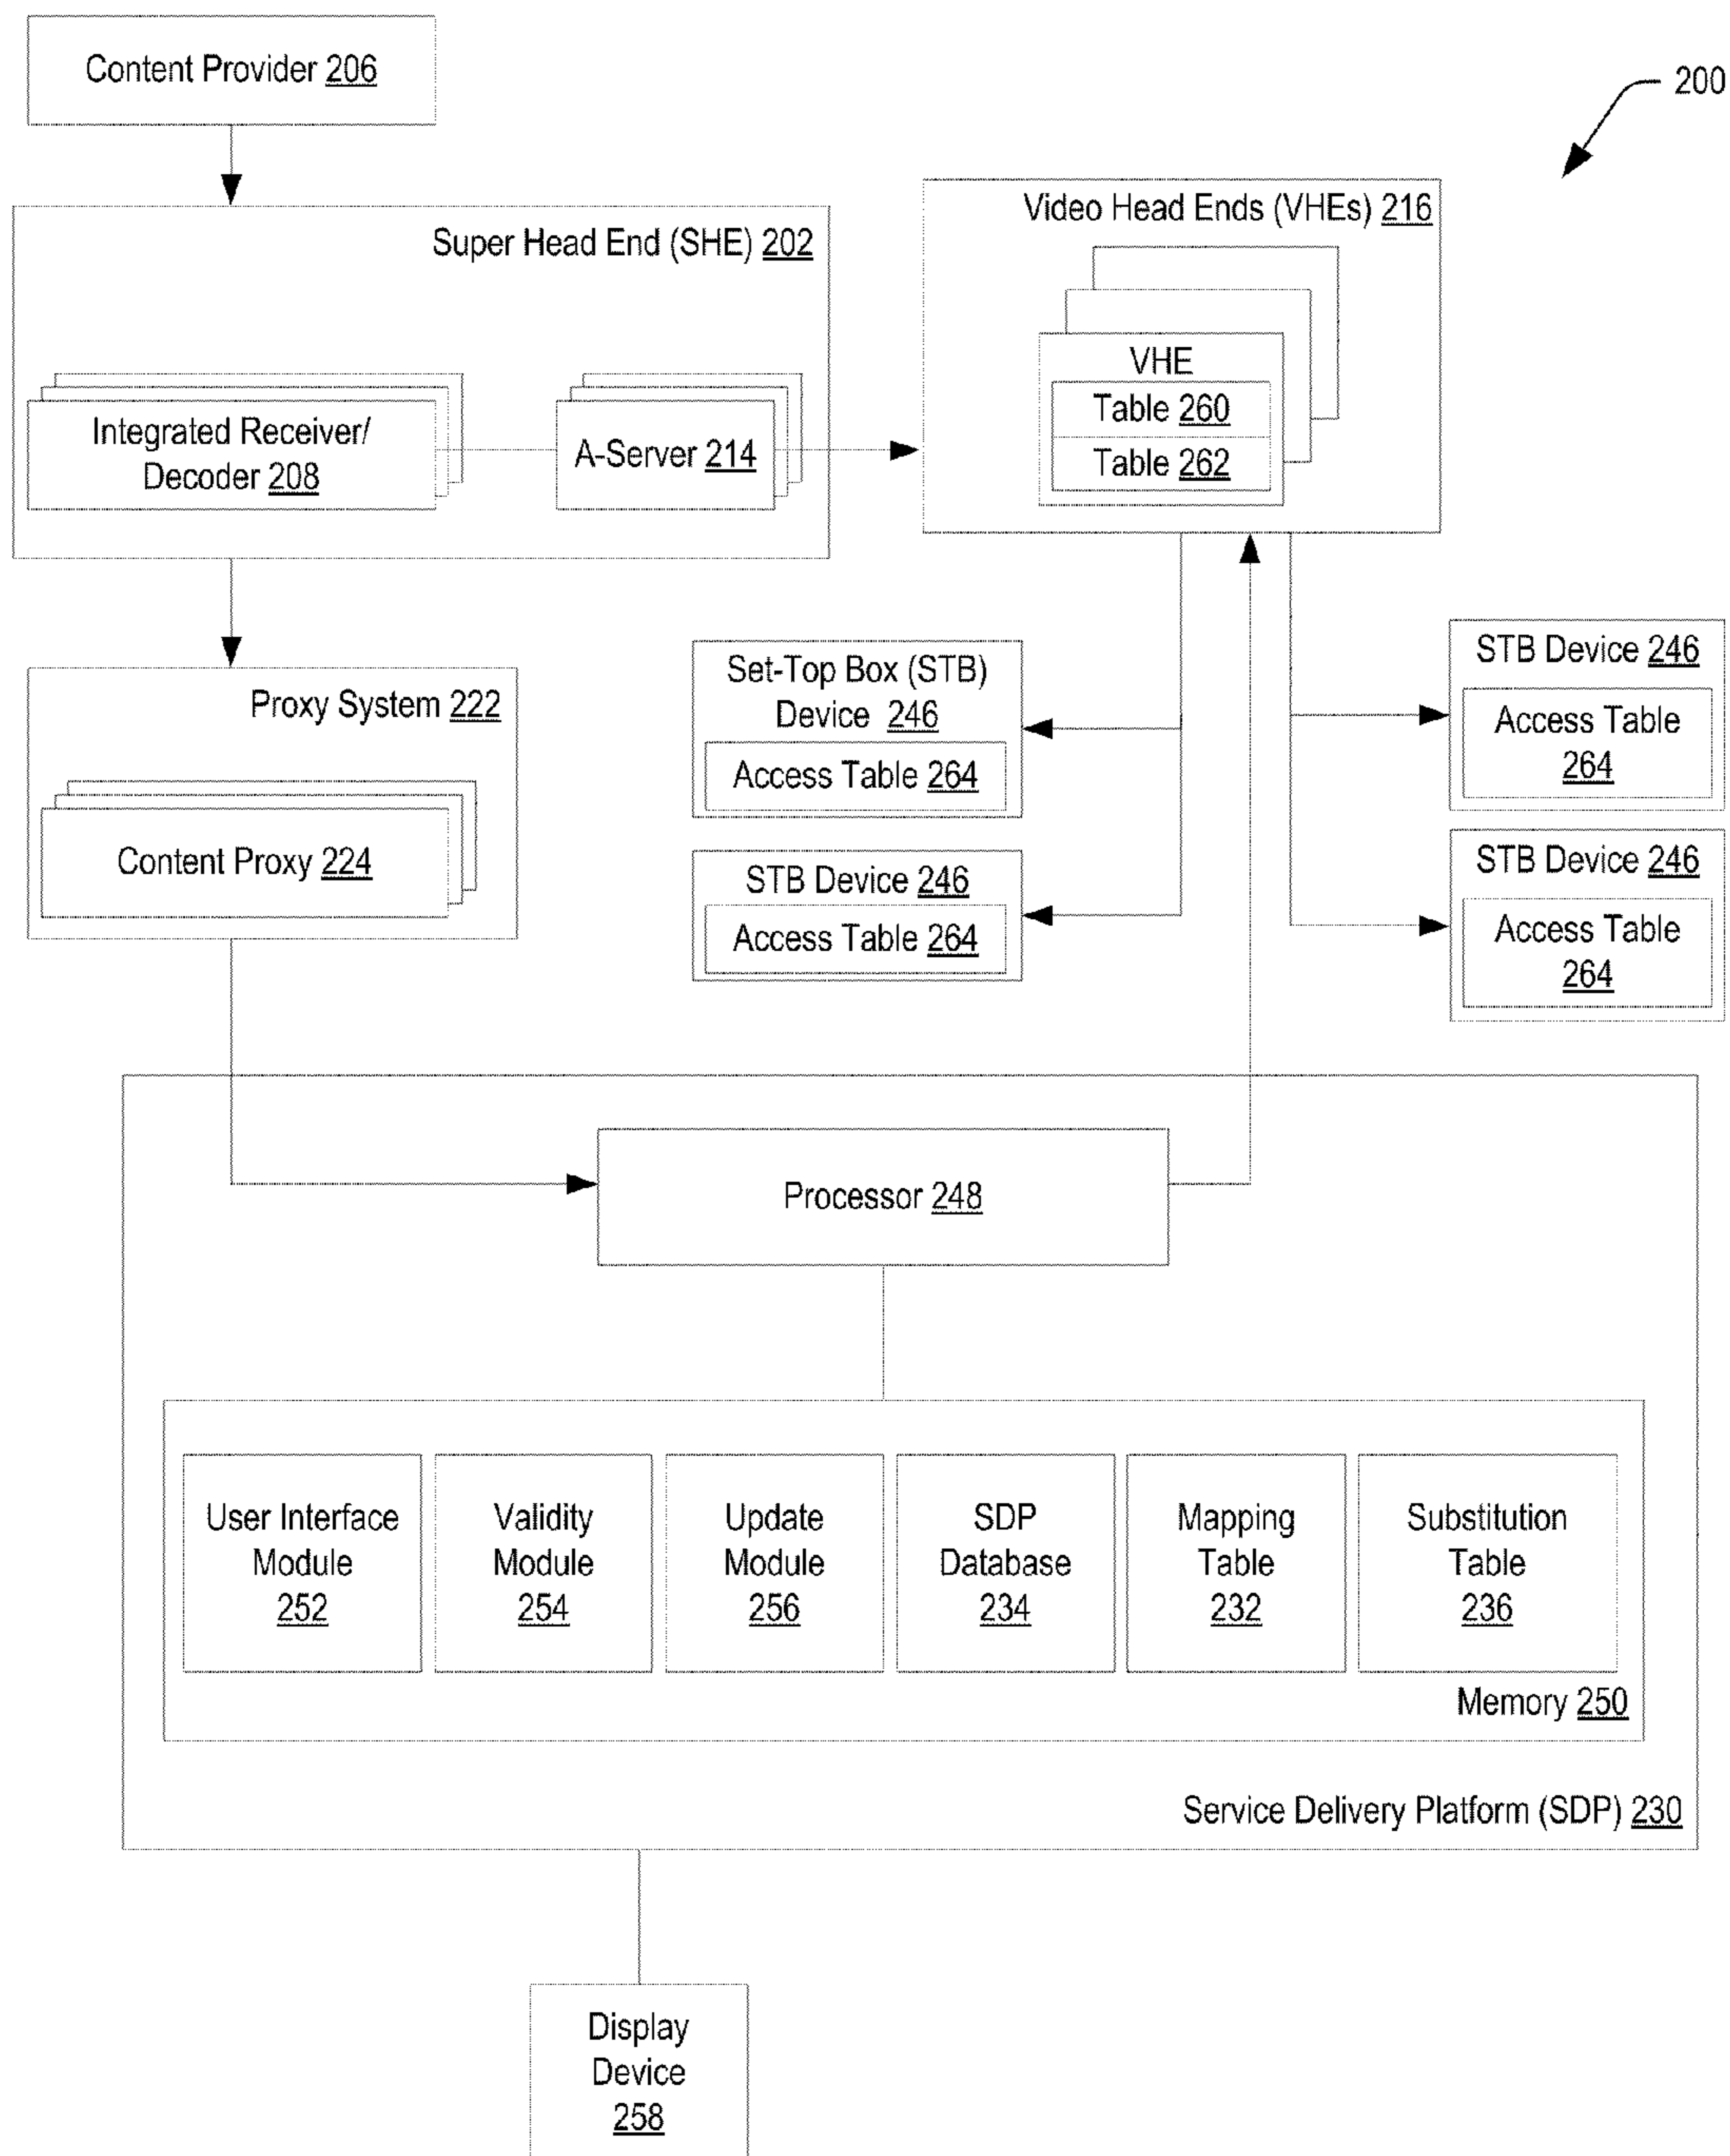 Content Provider 206
200
Super Head End (SHE) 202
Integrated Receiver/
Decoder 208
A-Server 214
Video Head Ends (VHEs) 216
VHE
Table 260
Table 262
Proxy System 222
Content Proxy 224
Set-Top Box (STB)
Device 246
Access Table 264
STB Device 246
Access Table 264
STB Device 246
Access Table
264
STB Device 246
Access Table
264
Processor 248
User Interface
Module
252
Validity
Module
254
Update
Module
256
SDP
Database
234
Mapping
Table
232
Substitution
Table
236
Memory 250
Service Delivery Platform (SDP) 230
Display
Device
258